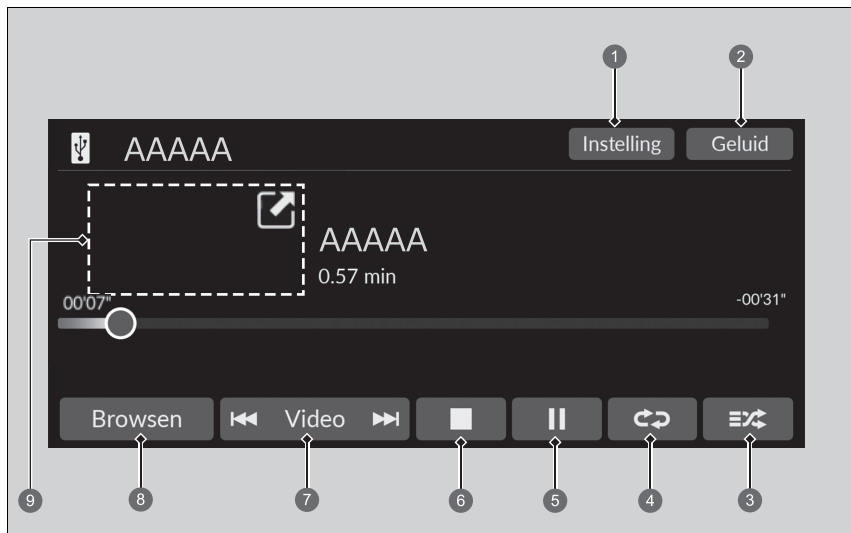 1 2
AAAAA Instelling Geluid
AAAAA
0.57 min
00'07" -00'31"
Browsen Video
9 8 7 6 5 4 3